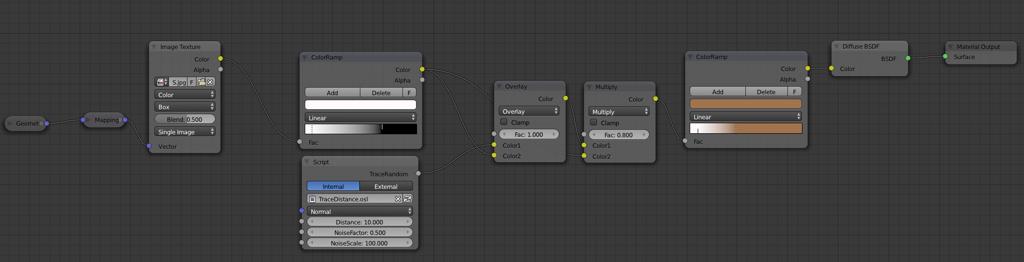 Geomet
Mapping
Image Texture
Color
Alpha
S.jpg F
Color
Box
Blend: 0.500
Single Image
Vector
ColorRamp
Color
Alpha
Add Delete F
Linear
Fac
Script
TraceRandom
Internal External
TraceDistance.osl
Normal
Distance: 10.000
NoiseFactor: 0.500
NoiseScale: 100.000
Overlay
Color
Overlay
Clamp
Fac: 1.000
Color1
Color2
Multiply
Color
Multiply
Clamp
Fac: 0.800
Color1
Color2
ColorRamp
Color
Alpha
Add Delete F
Linear
Fac
Diffuse BSDF
BSDF
Color
Material Output
Surface